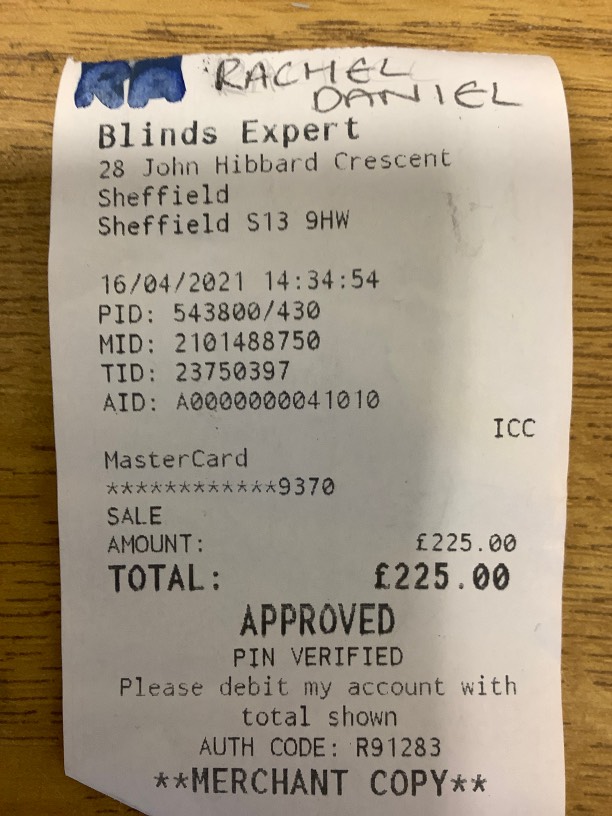 RACHEL
DANIEL
Blinds Expert
28 John Hibbard Crescent
Sheffield
Sheffield S13 9HW
16/04/2021 14:34:54
PID: 543800/430
MID: 2101488750
TID: 23750397
AID: A0000000041010
ICC
MasterCard
************9370
SALE
AMOUNT: £225.00
TOTAL: £225.00
APPROVED
PIN VERIFIED
Please debit my account with
total shown
AUTH CODE: R91283
**MERCHANT COPY**